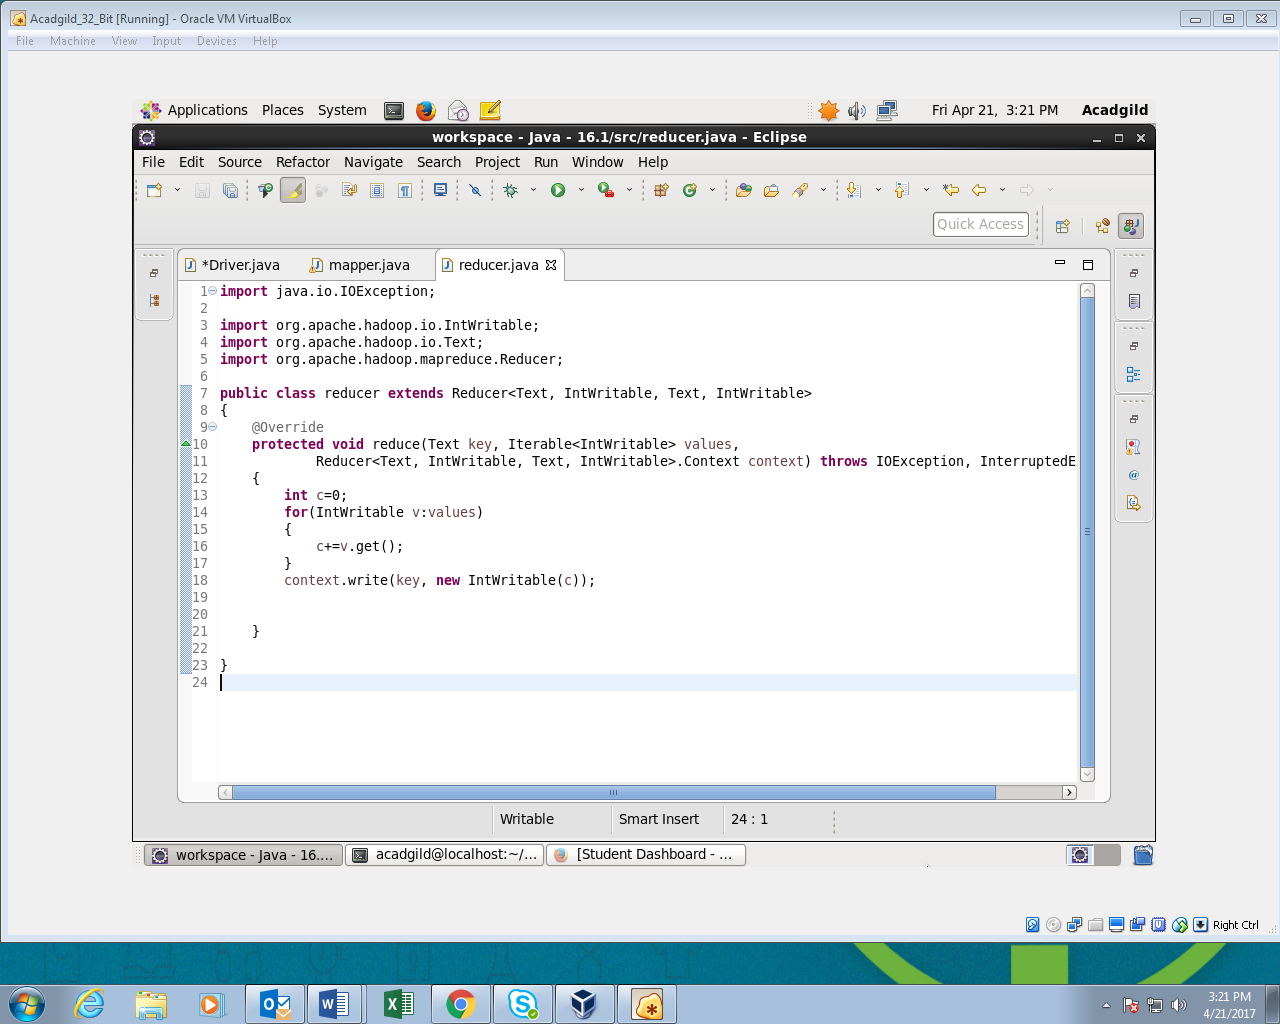 Acadgild_32_Bit [Running] - Oracle VM VirtualBox
File Machine View Input Devices Help
Applications Places System Fri Apr 21, 3:21 PM Acadgild
workspace - Java - 16.1/src/reducer.java - Eclipse
File Edit Source Refactor Navigate Search Project Run Window Help
Quick Access
*Driver.java mapper.java reducer.java
1 import java.io.IOException;
2
3 import org.apache.hadoop.io.IntWritable;
4 import org.apache.hadoop.io.Text;
5 import org.apache.hadoop.mapreduce.Reducer;
6
7 public class reducer extends Reducer<Text, IntWritable, Text, IntWritable>
8 {
9 @Override
10 protected void reduce(Text key, Iterable<IntWritable> values,
11 Reducer<Text, IntWritable, Text, IntWritable>.Context context) throws IOException, InterruptedE
12 {
13 int c=0;
14 for(IntWritable v:values)
15 {
16 c+=v.get();
17 }
18 context.write(key, new IntWritable(c));
19
20
21 }
22
23 }
24
Writable Smart Insert 24 : 1
workspace - Java - 16.... acadgild@localhost:~/... [Student Dashboard - ...
Right Ctrl
3:21 PM
4/21/2017